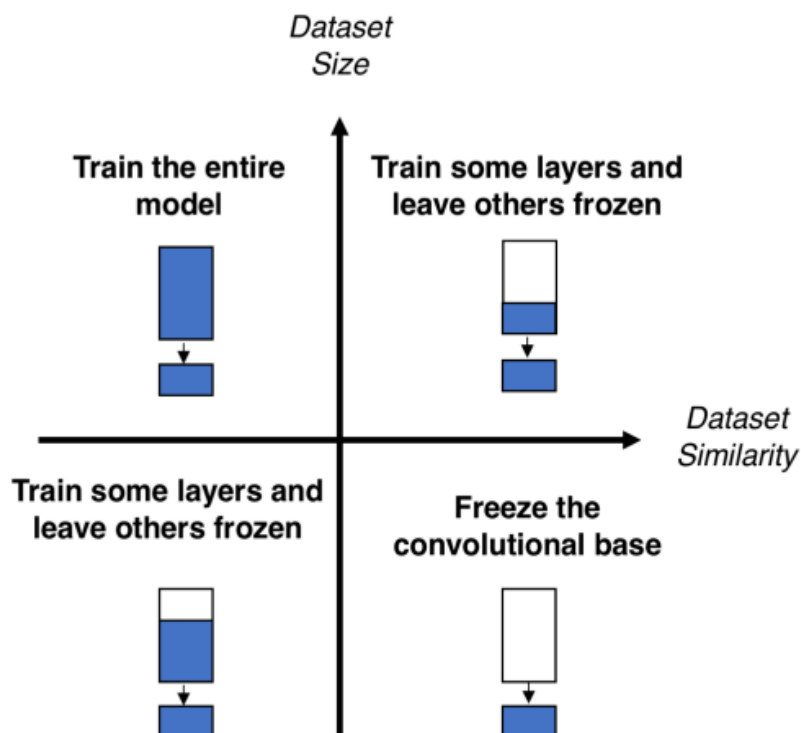 Dataset
Size
Train the entire
model
Train some layers and
leave others frozen
Dataset
Similarity
Train some layers and
leave others frozen
Freeze the
convolutional base